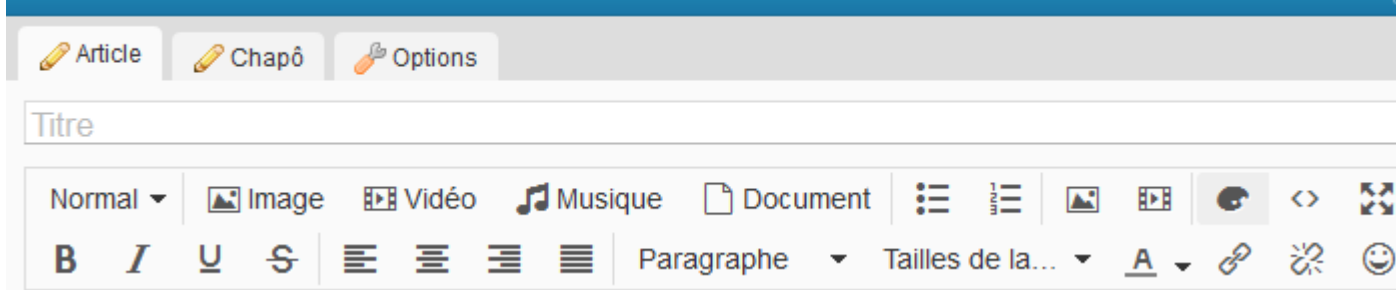 Article Chapô Options
Titre
Normal Image Vidéo Musique Document
B I U S Paragraphe Tailles de la... A